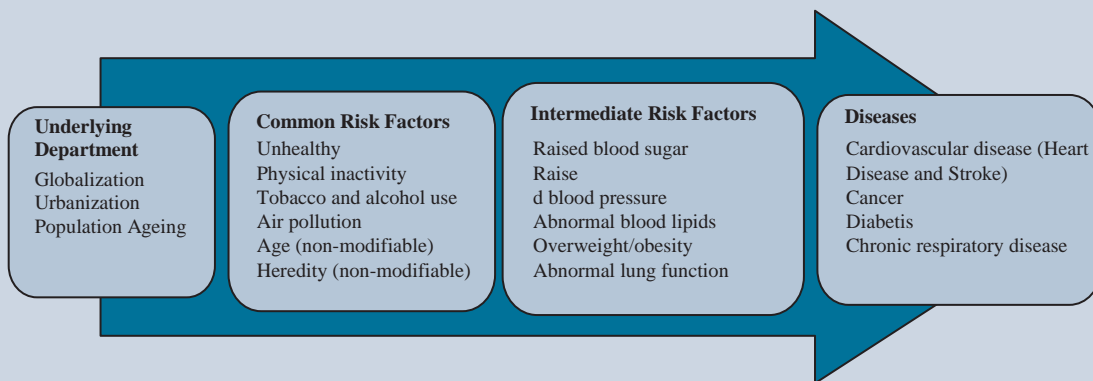 Underlying
Department
Globalization
Urbanization
Population Ageing
Common Risk Factors
Unhealthy
Physical inactivity
Tobacco and alcohol use
Air pollution
Age (non-modifiable)
Heredity (non-modifiable)
Intermediate Risk Factors
Raised blood sugar
Raise
d blood pressure
Abnormal blood lipids
Overweight/obesity
Abnormal lung function
Diseases
Cardiovascular disease (Heart
Disease and Stroke)
Cancer
Diabetis
Chronic respiratory disease